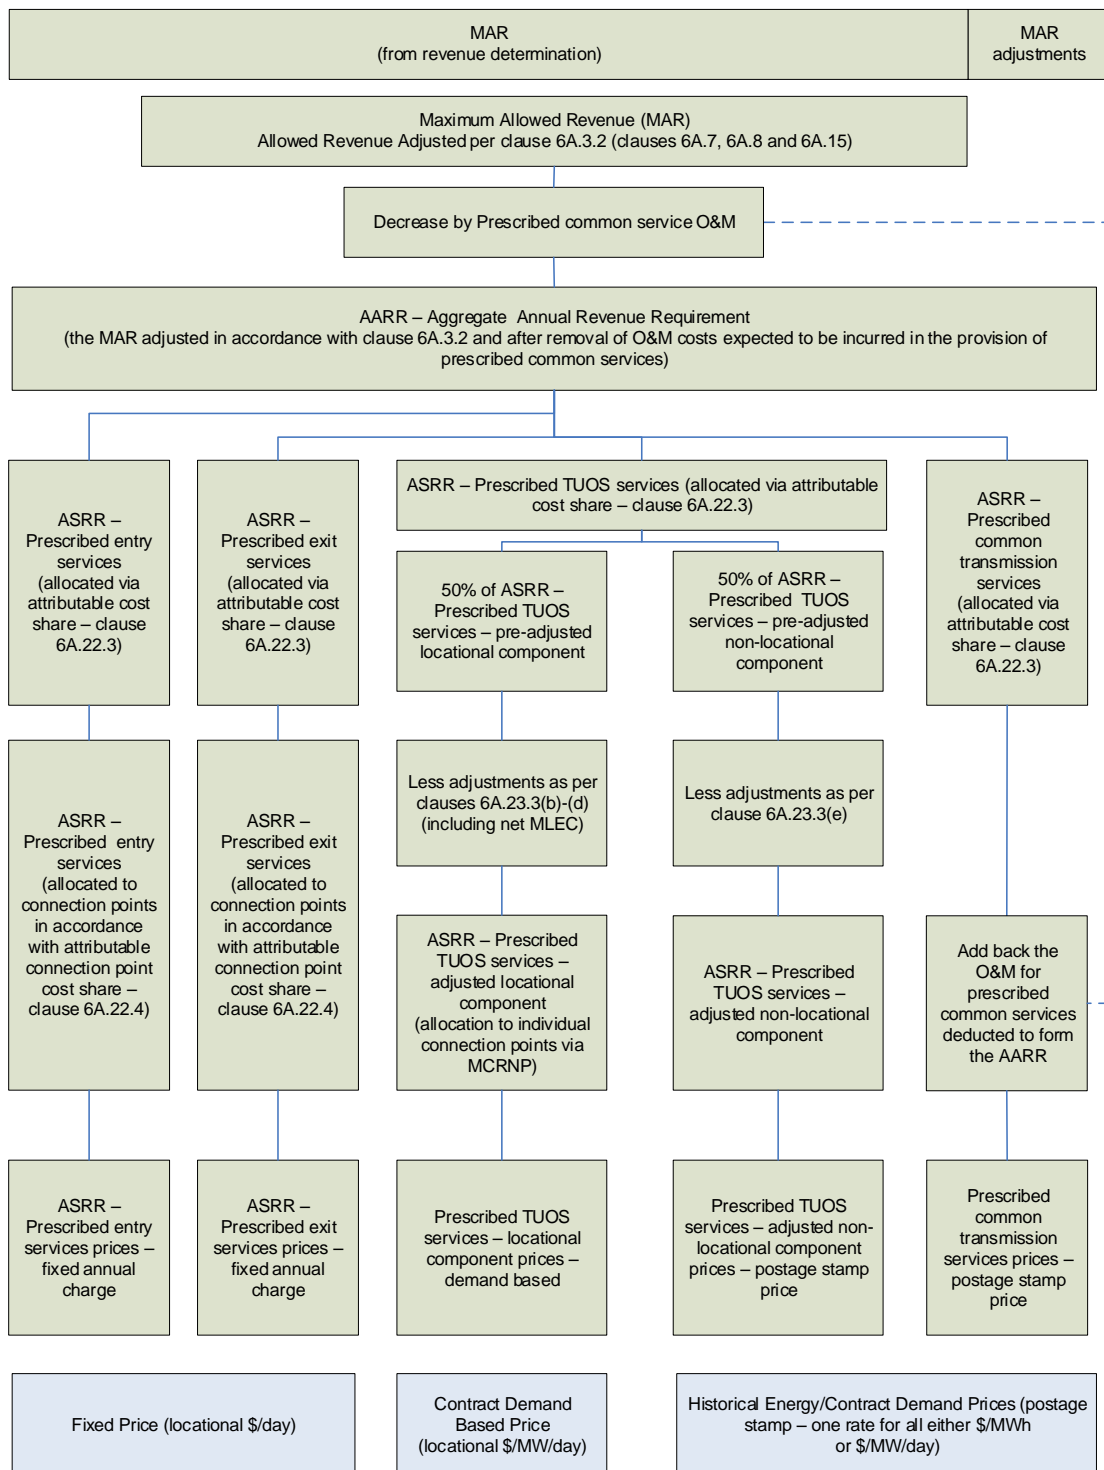 MAR
(from revenue determination)
MAR
adjustments
Maximum Allowed Revenue (MAR)
Allowed Revenue Adjusted per clause 6A.3.2 (clauses 6A.7, 6A.8 and 6A.15)
Decrease by Prescribed common service O&M
AARR – Aggregate Annual Revenue Requirement
(the MAR adjusted in accordance with clause 6A.3.2 and after removal of O&M costs expected to be incurred in the provision of
prescribed common services)
ASRR –
Prescribed entry
services
(allocated via
attributable cost
share – clause
6A.22.3)
ASRR –
Prescribed exit
services
(allocated via
attributable cost
share – clause
6A.22.3)
ASRR – Prescribed TUOS services (allocated via attributable
cost share – clause 6A.22.3)
50% of ASRR –
Prescribed TUOS
services – pre-adjusted
locational component
50% of ASRR –
Prescribed TUOS
services – pre-adjusted
non-locational
component
ASRR –
Prescribed
common
transmission
services
(allocated via
attributable cost
share – clause
6A.22.3)
ASRR –
Prescribed entry
services
(allocated to
connection points
in accordance
with attributable
connection point
cost share –
clause 6A.22.4)
ASRR –
Prescribed exit
services
(allocated to
connection points
in accordance
with attributable
connection point
cost share –
clause 6A.22.4)
Less adjustments as per
clauses 6A.23.3(b)-(d)
(including net MLEC)
Less adjustments as per
clause 6A.23.3(e)
ASRR – Prescribed
TUOS services –
adjusted locational
component
(allocation to individual
connection points via
MCRNP)
ASRR – Prescribed
TUOS services –
adjusted non-locational
component
Add back the
O&M for
prescribed
common services
deducted to form
the AARR
ASRR –
Prescribed entry
services prices –
fixed annual
charge
ASRR –
Prescribed exit
services prices –
fixed annual
charge
Prescribed TUOS
services – locational
component prices –
demand based
Prescribed TUOS
services – adjusted non-
locational component
prices – postage stamp
price
Prescribed
common
transmission
services prices –
postage stamp
price
Fixed Price (locational $/day)
Contract Demand
Based Price
(locational $/MW/day)
Historical Energy/Contract Demand Prices (postage
stamp – one rate for all either $/MWh
or $/MW/day)